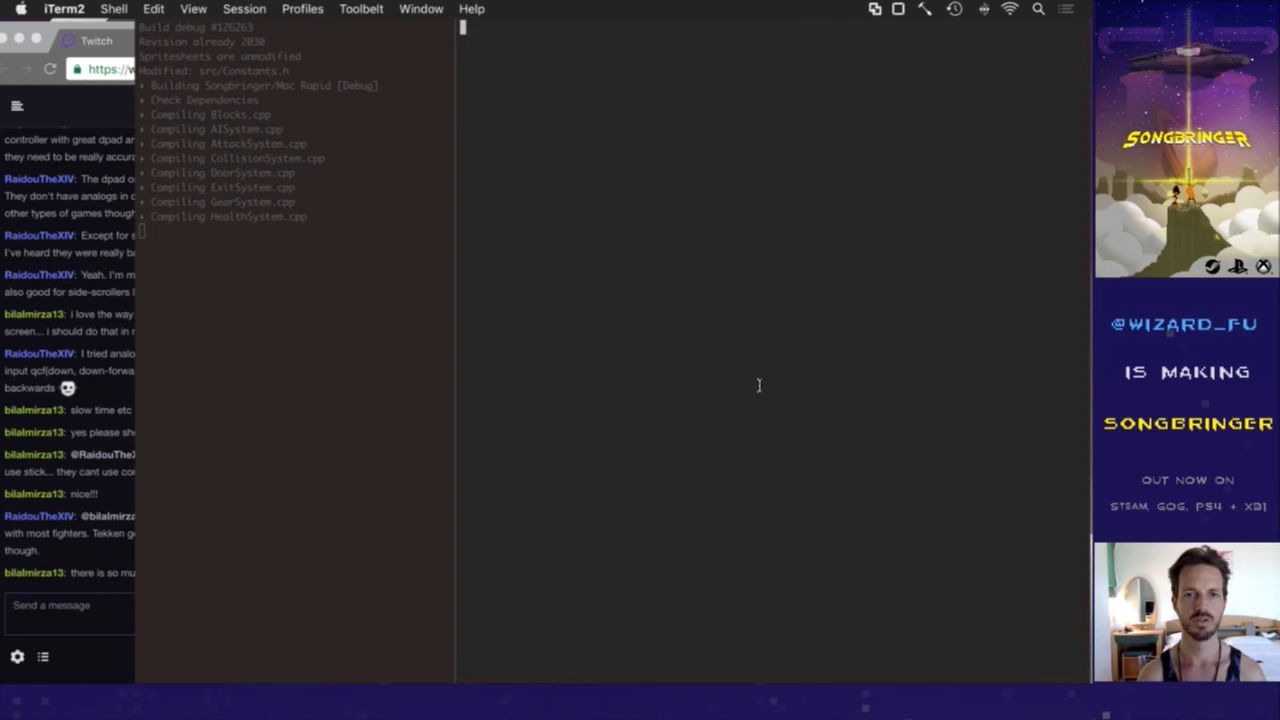 iTerm2 Shell Edit View Session Profiles Toolbelt Window Help
Twitch
https://w
controller with great dpad an
they need to be really accura
RaidouTheXIV: The dpad o
They don't have analogs in c
other types of games though
RaidouTheXIV: Except for s
I've heard they were really ba
RaidouTheXIV: Yeah. I'm m
also good for side-scrollers l
bilalmirza13: i love the way
screen... i should do that in r
RaidouTheXIV: I tried analo
input qcf(down, down-forwa
backwards
bilalmirza13: slow time etc
bilalmirza13: yes please sh
bilalmirza13: @RaidouTheX
use stick... they cant use co
bilalmirza13: nice!!!
RaidouTheXIV: @bilalmirza
with most fighters. Tekken g
though.
bilalmirza13: there is so mu
Send a message
Build debug #126263
Revision already 2030
Spritesheets are unmodified
Modified: src/Constants.h
Building Songbringer/Mac Rapid [Debug]
Check Dependencies
Compiling Blocks.cpp
Compiling AISystem.cpp
Compiling AttackSystem.cpp
Compiling CollisionSystem.cpp
Compiling DoorSystem.cpp
Compiling ExitSystem.cpp
Compiling GearSystem.cpp
Compiling HealthSystem.cpp
SONGBRINGER
@WIZARD_FU
IS MAKING
SONGBRINGER
OUT NOW ON
STEAM, GOG, PS4 + XB1